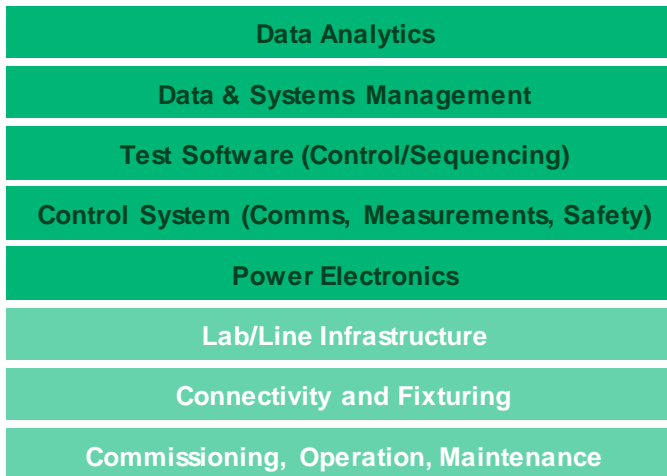 Data Analytics
Data & Systems Management
Test Software (Control/Sequencing)
Control System (Comms, Measurements, Safety)
Power Electronics
Lab/Line Infrastructure
Connectivity and Fixturing
Commissioning, Operation, Maintenance